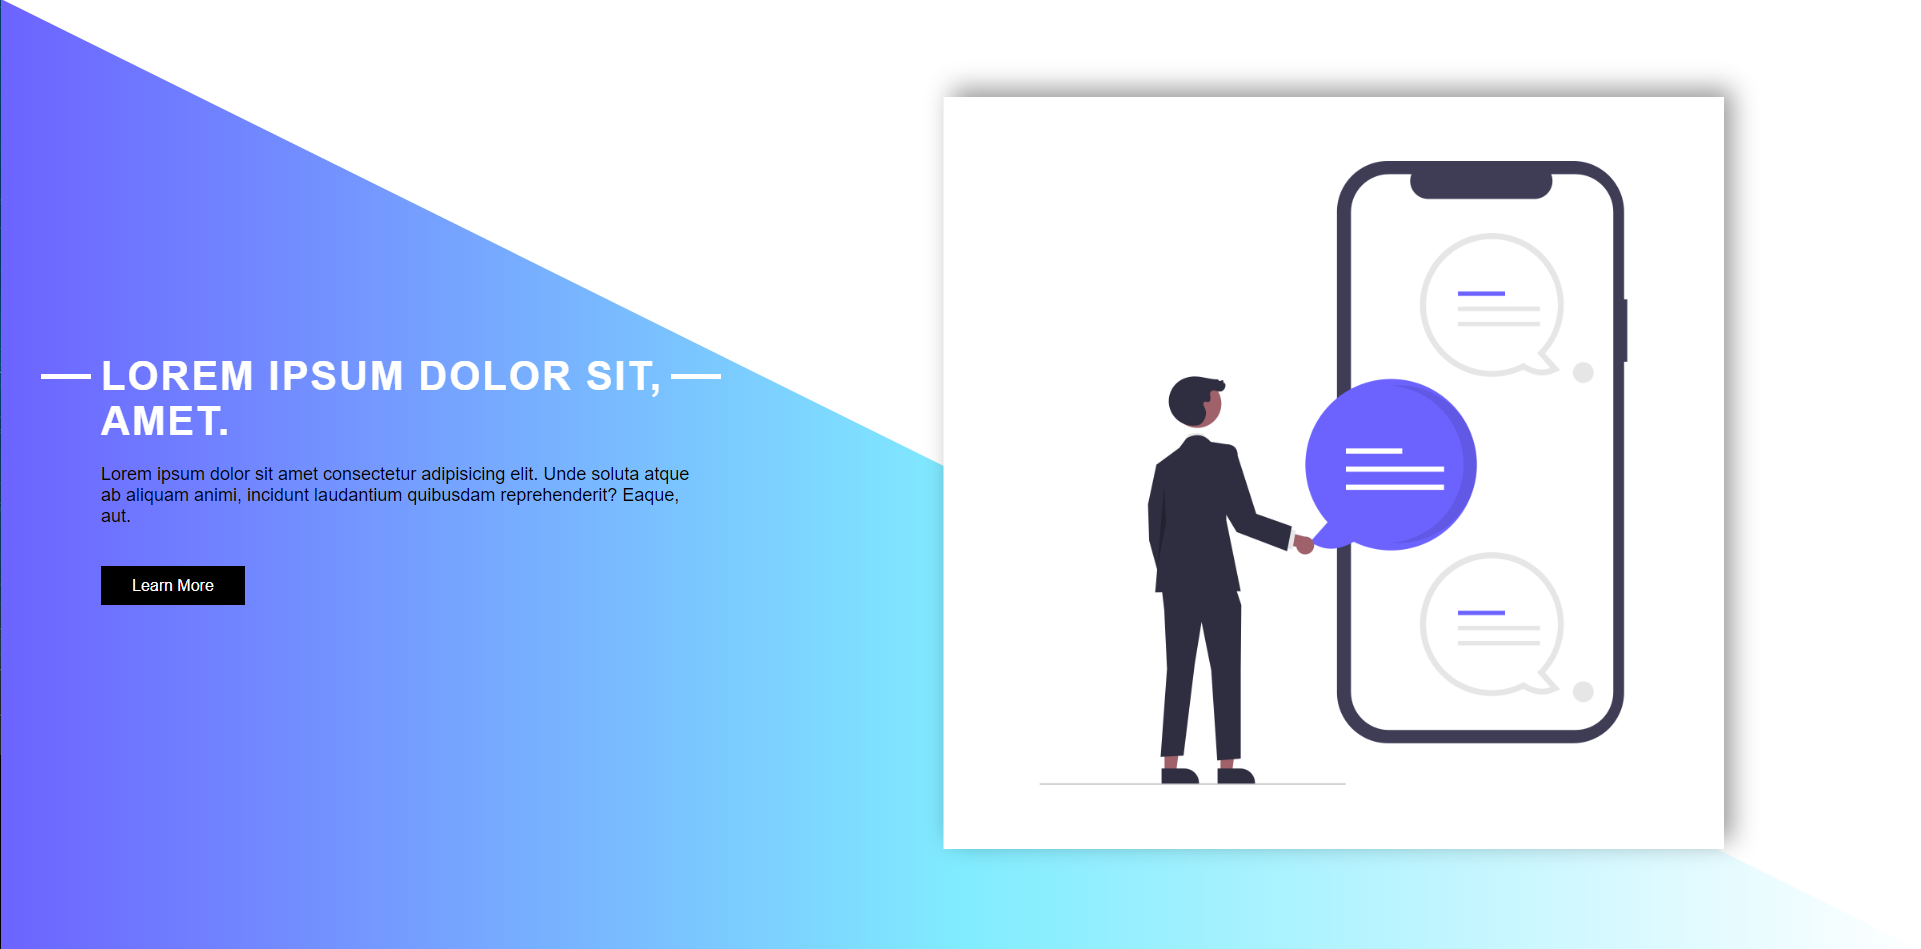 LOREM IPSUM DOLOR SIT,
AMET.
Lorem ipsum dolor sit amet consectetur adipisicing elit. Unde soluta atque
ab aliquam animi, incidunt laudantium quibusdam reprehenderit? Eaque,
aut.
Learn More